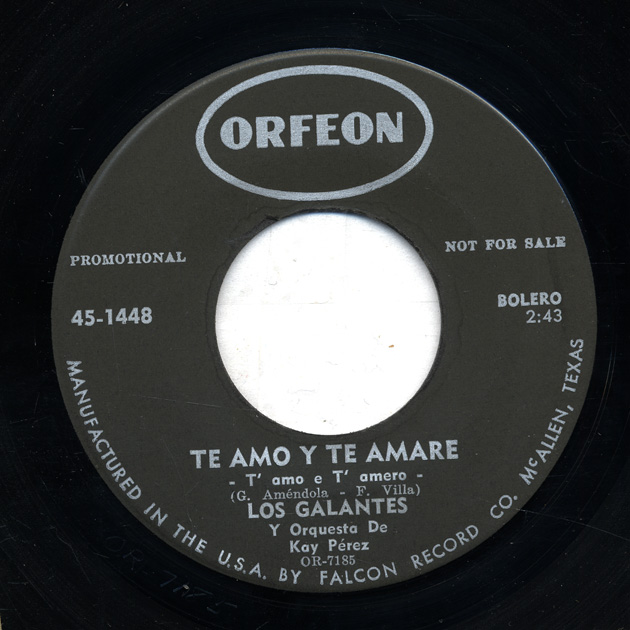 ORFEON
PROMOTIONAL
NOT FOR SALE
45-1448
BOLERO
2:43
TE AMO Y TE AMARE
- T' amo e T' amero -
(G. Améndola - F. Villa)
LOS GALANTES
Y Orquesta De
Kay Pérez
OR-7185
MANUFACTURED IN THE U.S.A. BY FALCON RECORD CO. McALLEN, TEXAS